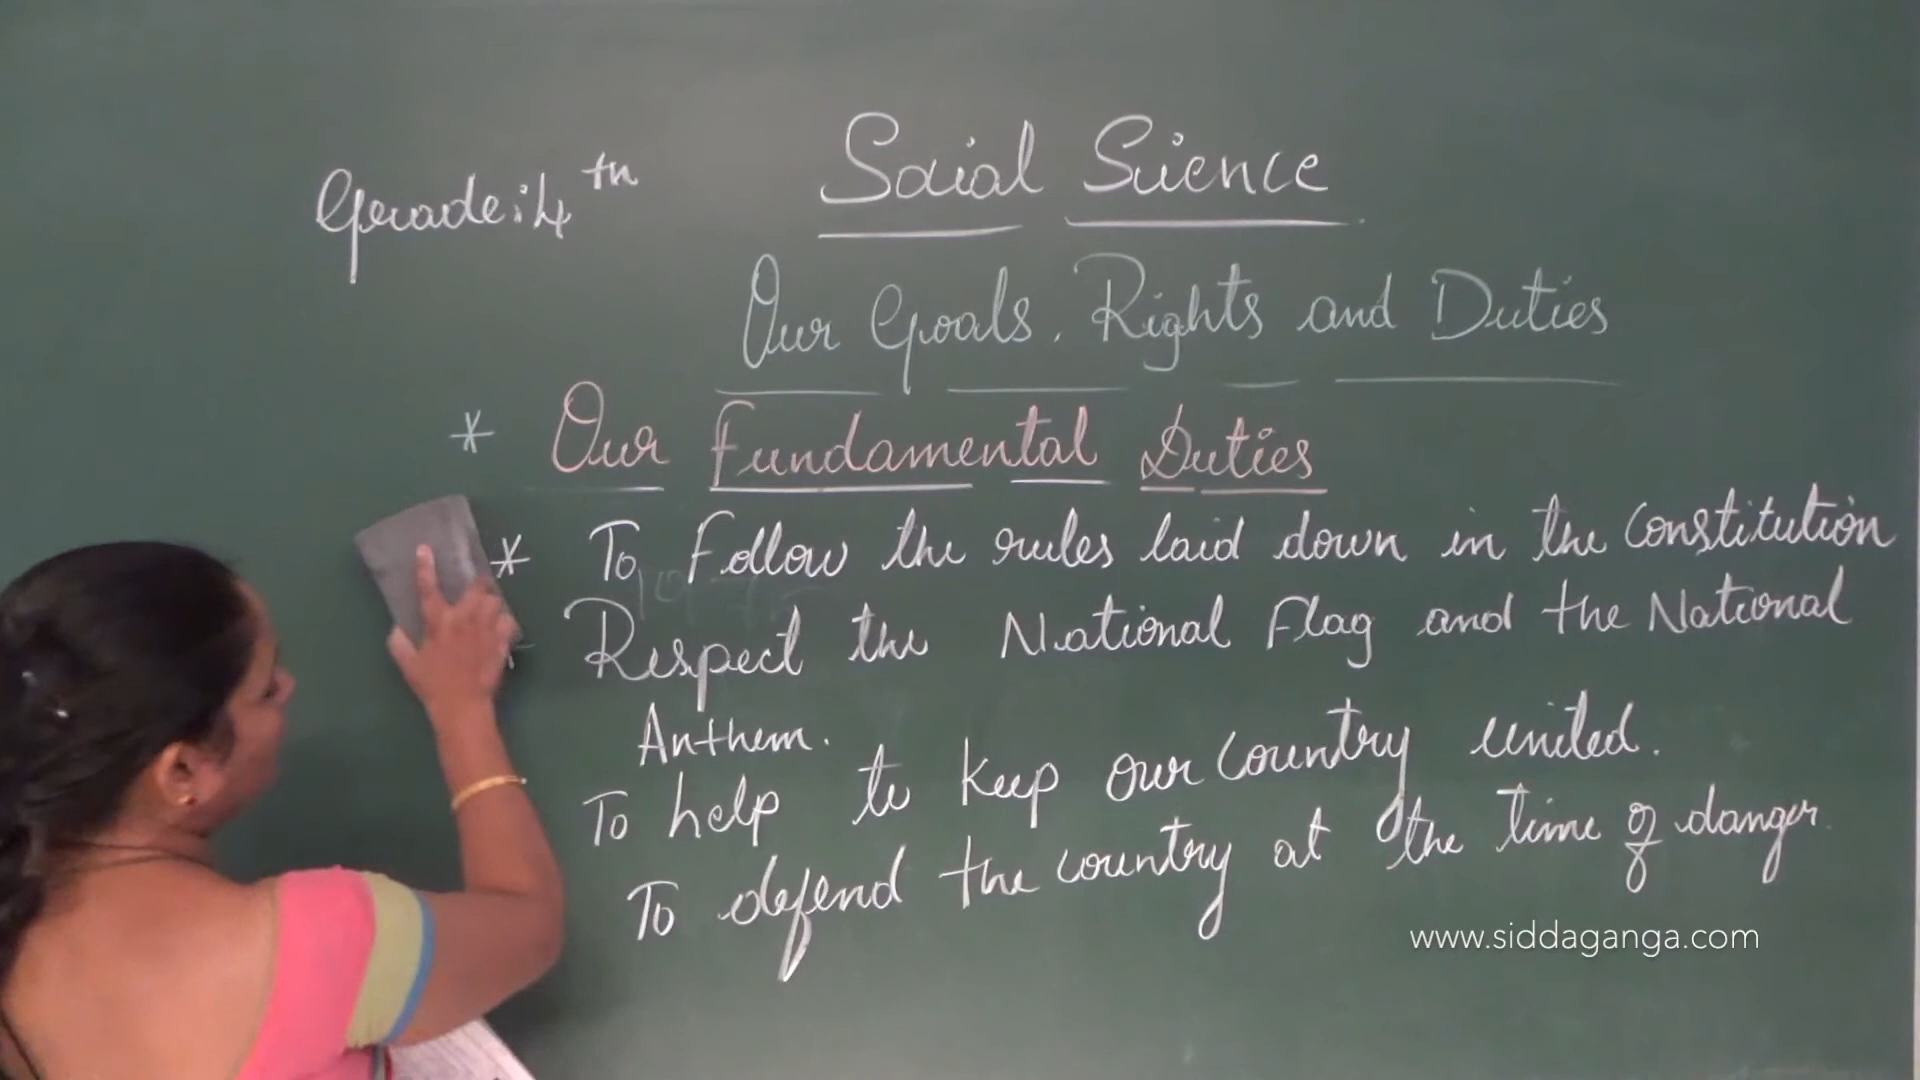 Grade:4th
Social Science
Our Goals, Rights and Duties
* Our Fundamental Duties
* To Follow the rules laid down in the Constitution
* Respect the National Flag and the National
Anthem.
To help to keep our country united.
To defend the country at the time of danger
www.siddaganga.com